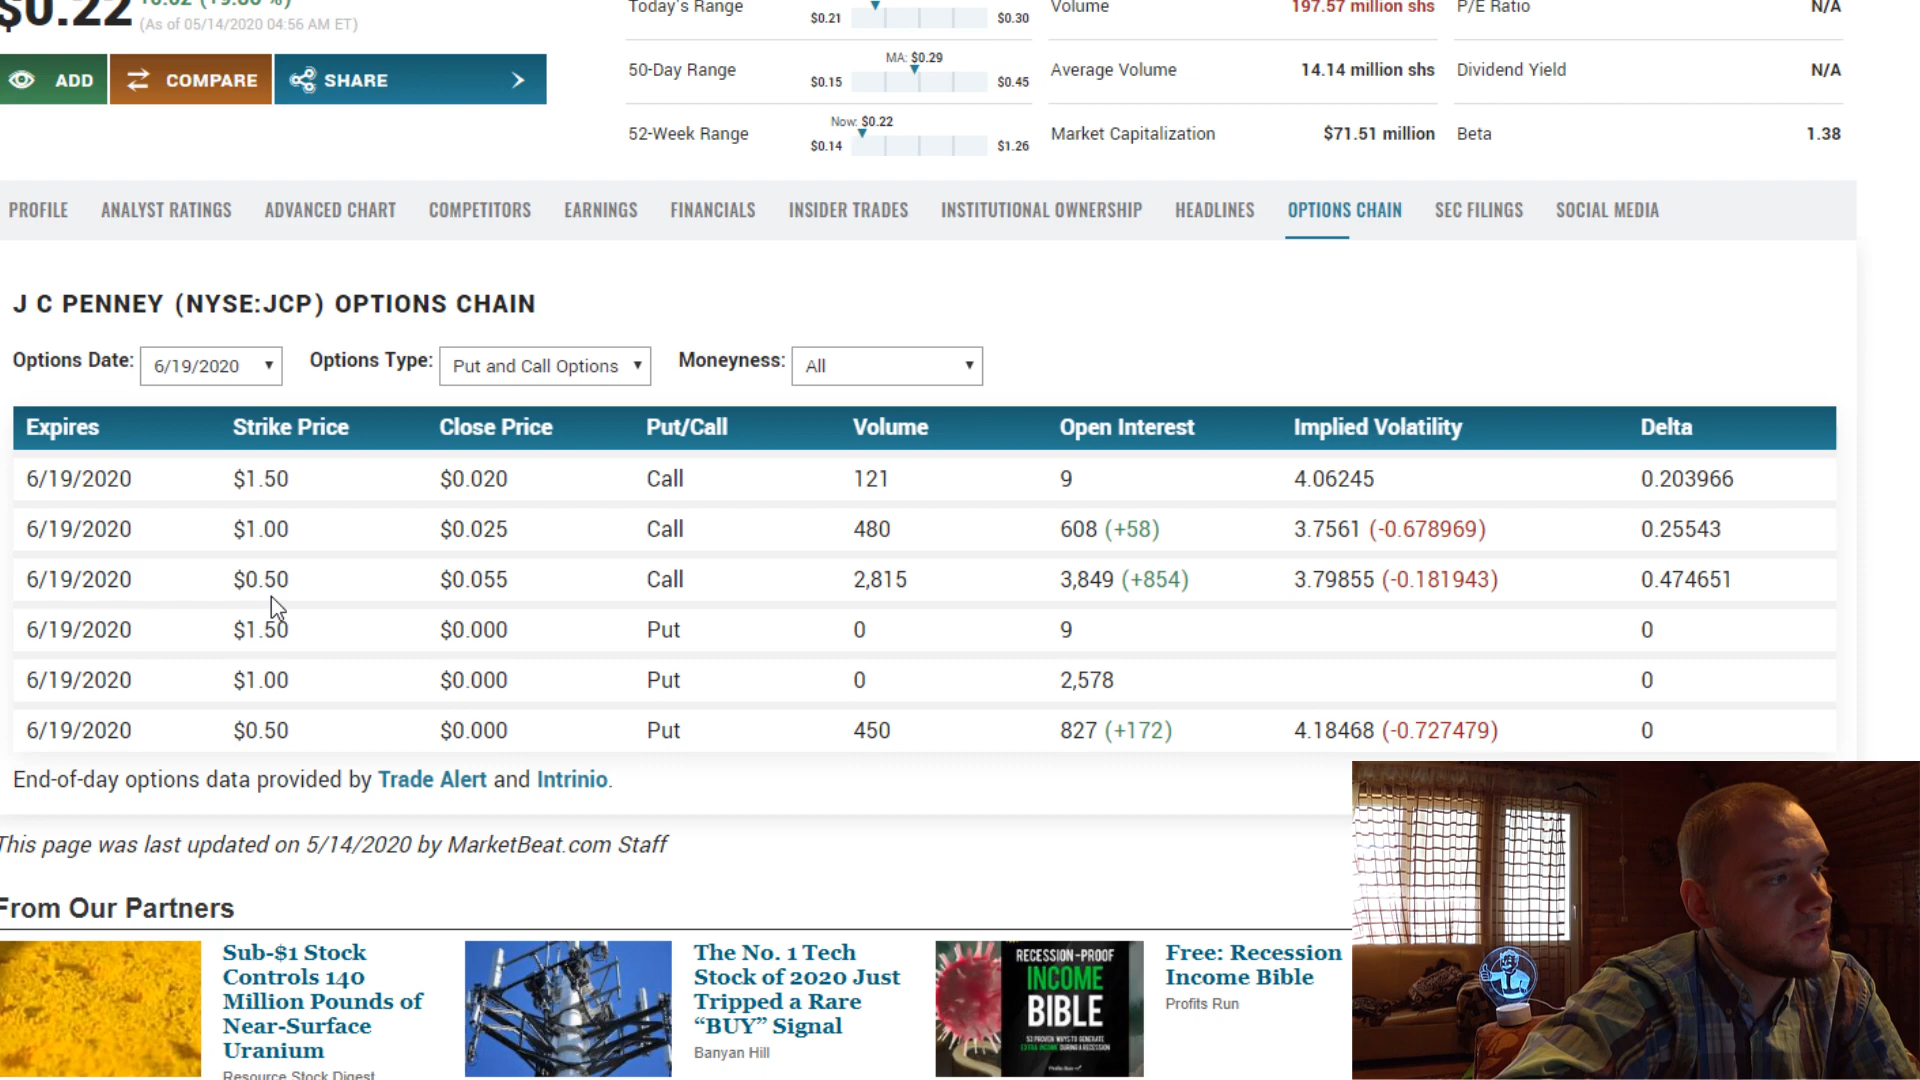 $0.22
(As of 05/14/2020 04:56 AM ET)
ADD COMPARE SHARE
Today's Range $0.21 $0.30
Volume 197.57 million shs
P/E Ratio N/A
MA: $0.29
50-Day Range $0.15 $0.45
Average Volume 14.14 million shs
Dividend Yield N/A
Now: $0.22
52-Week Range $0.14 $1.26
Market Capitalization $71.51 million
Beta 1.38
PROFILE ANALYST RATINGS ADVANCED CHART COMPETITORS EARNINGS FINANCIALS INSIDER TRADES INSTITUTIONAL OWNERSHIP HEADLINES OPTIONS CHAIN SEC FILINGS SOCIAL MEDIA
J C PENNEY (NYSE:JCP) OPTIONS CHAIN
Options Date: 6/19/2020 Options Type: Put and Call Options Moneyness: All
Expires Strike Price Close Price Put/Call Volume Open Interest Implied Volatility Delta
6/19/2020 $1.50 $0.020 Call 121 9 4.06245 0.203966
6/19/2020 $1.00 $0.025 Call 480 608 (+58) 3.7561 (-0.678969) 0.25543
6/19/2020 $0.50 $0.055 Call 2,815 3,849 (+854) 3.79855 (-0.181943) 0.474651
6/19/2020 $1.50 $0.000 Put 0 9 0
6/19/2020 $1.00 $0.000 Put 0 2,578 0
6/19/2020 $0.50 $0.000 Put 450 827 (+172) 4.18468 (-0.727479) 0
End-of-day options data provided by Trade Alert and Intrinio.
This page was last updated on 5/14/2020 by MarketBeat.com Staff
From Our Partners
Sub-$1 Stock
Controls 140
Million Pounds of
Near-Surface
Uranium
Resource Stock Digest
The No. 1 Tech
Stock of 2020 Just
Tripped a Rare
“BUY” Signal
Banyan Hill
RECESSION-PROOF
INCOME
BIBLE
Free: Recession
Income Bible
Profits Run